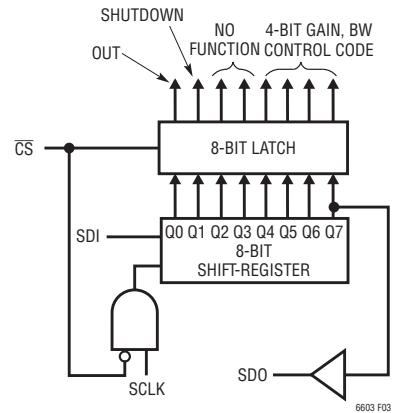 SHUTDOWN
OUT
NO
FUNCTION
4-BIT GAIN, BW
CONTROL CODE
CS
8-BIT LATCH
SDI
Q0 Q1 Q2 Q3 Q4 Q5 Q6 Q7
8-BIT
SHIFT-REGISTER
SCLK
SDO
6603 F03